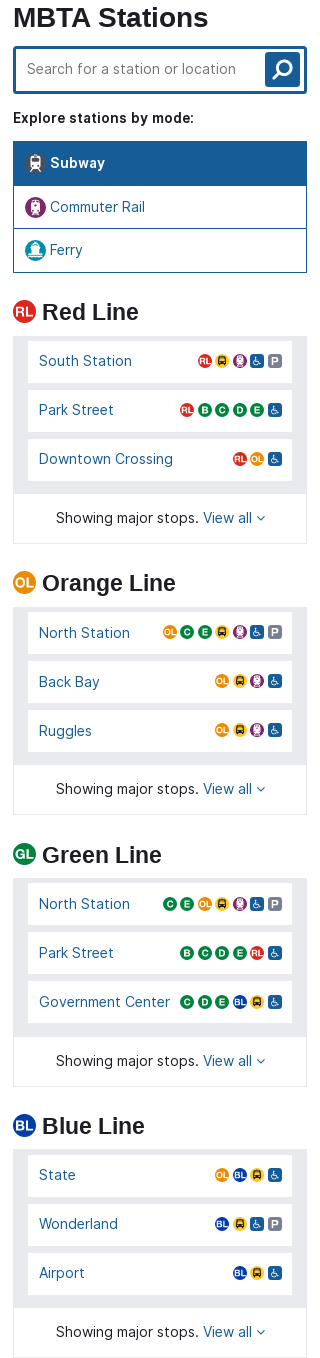 MBTA Stations
Search for a station or location
Explore stations by mode:
Subway
Commuter Rail
Ferry
RL Red Line
South Station RL P
Park Street RL B C D E
Downtown Crossing RL OL
Showing major stops. View all
OL Orange Line
North Station OL C E P
Back Bay OL
Ruggles OL
Showing major stops. View all
GL Green Line
North Station C E OL P
Park Street B C D E RL
Government Center C D E BL
Showing major stops. View all
BL Blue Line
State OL BL
Wonderland BL P
Airport BL
Showing major stops. View all